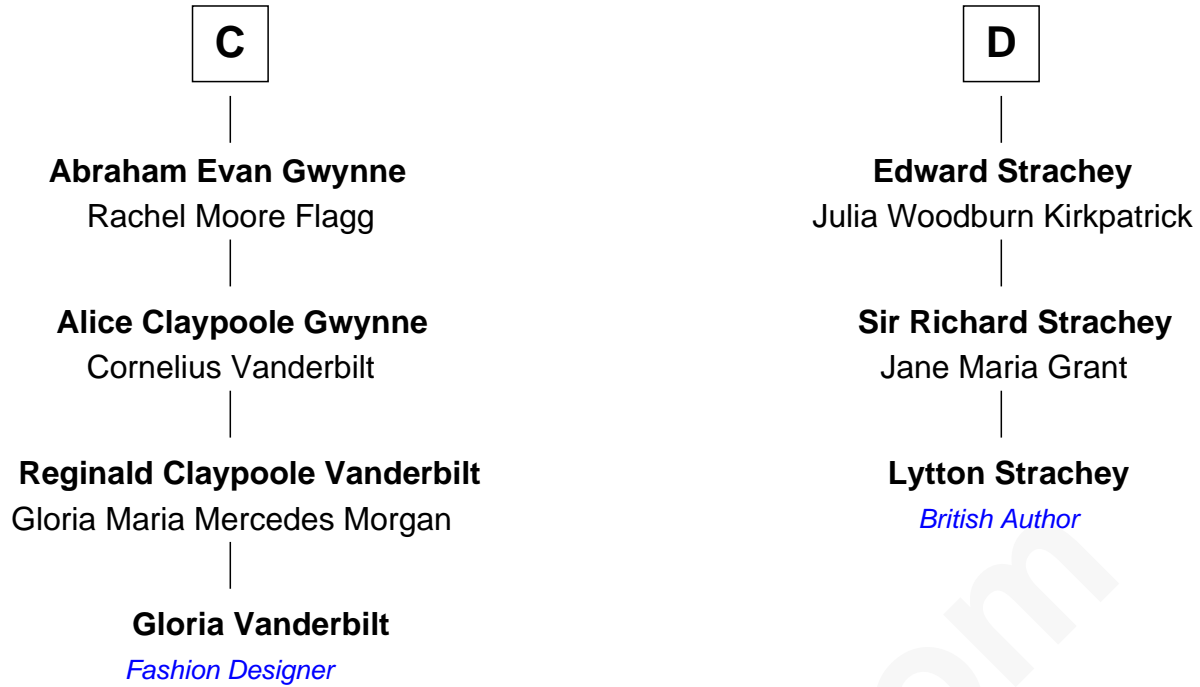 C
Abraham Evan Gwynne
Rachel Moore Flagg
Alice Claypoole Gwynne
Cornelius Vanderbilt
Reginald Claypoole Vanderbilt
Gloria Maria Mercedes Morgan
Gloria Vanderbilt
Fashion Designer
D
Edward Strachey
Julia Woodburn Kirkpatrick
Sir Richard Strachey
Jane Maria Grant
Lytton Strachey
British Author
om